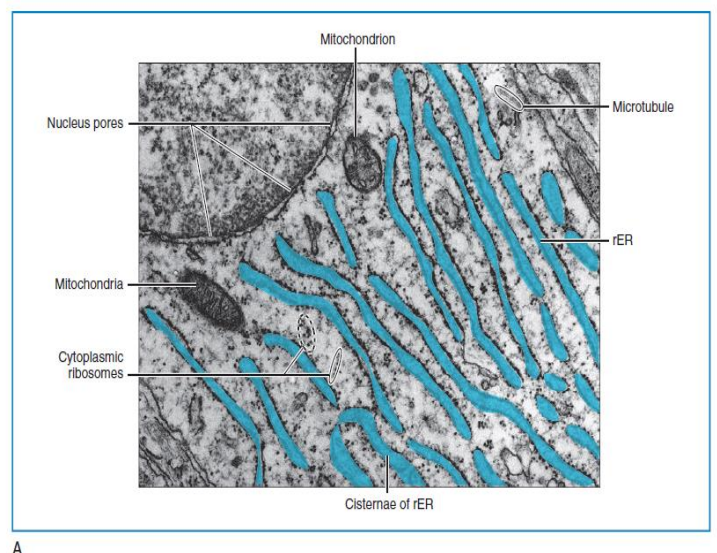 Mitochondrion
Microtubule
Nucleus pores
rER
Mitochondria
Cytoplasmic
ribosomes
Cisternae of rER
A